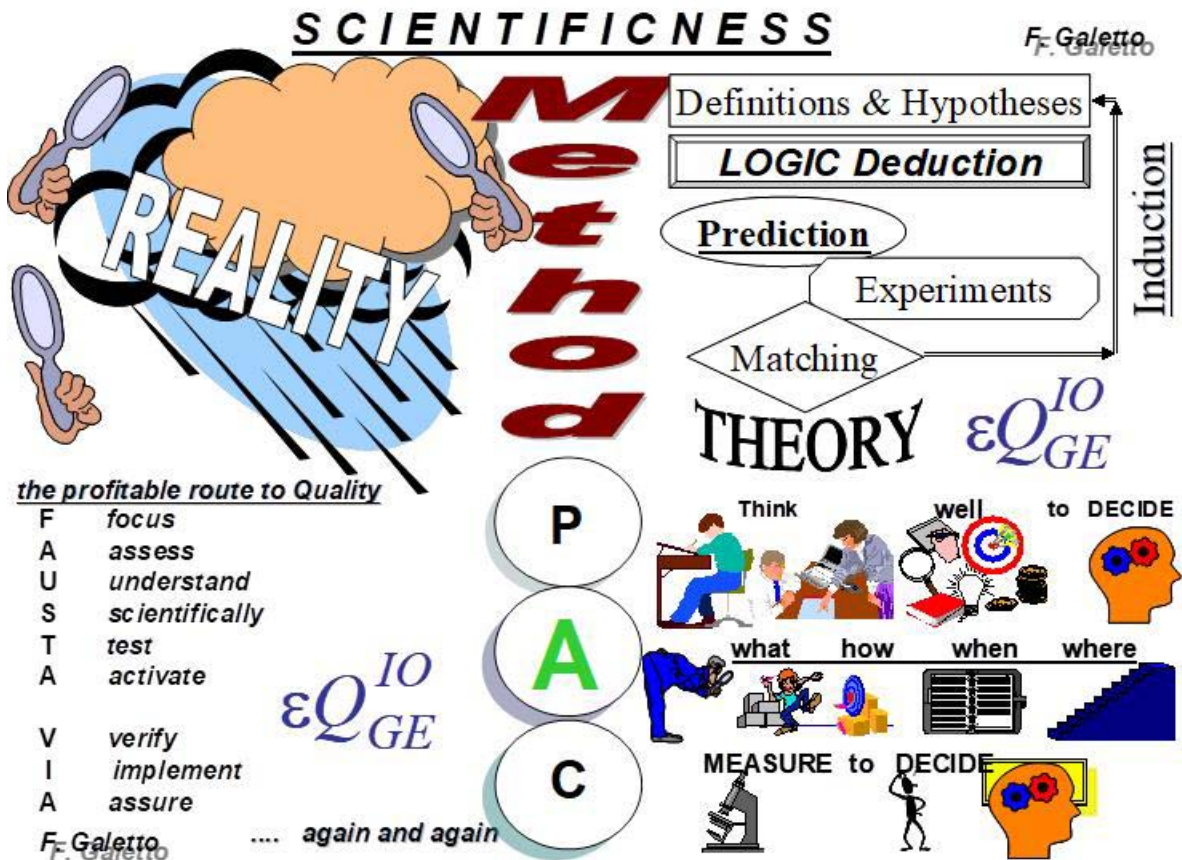 SCIENTIFICNESS
F. Galetto
REALITY
Method
Definitions & Hypotheses
LOGIC Deduction
Prediction
Experiments
Matching
Induction
THEORY
εQ IO GE
the profitable route to Quality
F focus
A assess
U understand
S scientifically
T test
A activate
V verify
I implement
A assure
.... again and again
F. Galetto
εQ IO GE
P
A
C
Think well to DECIDE
what how when where
MEASURE to DECIDE